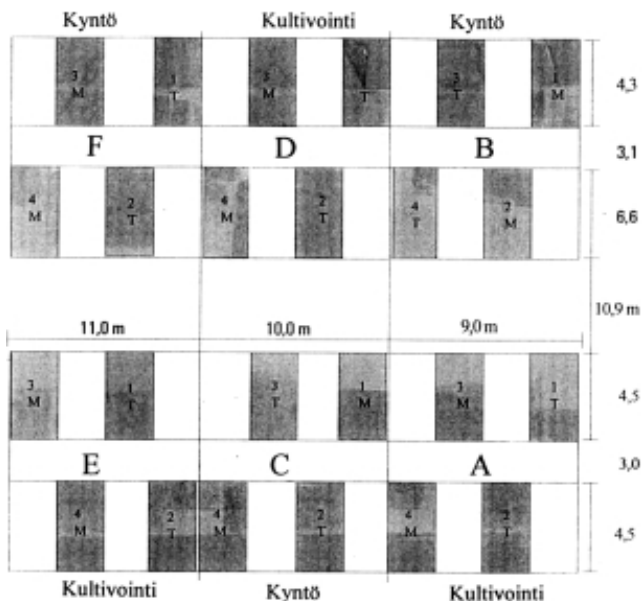 Kyntö Kultivointi Kyntö
3 1 3 1 3 1
M T M T T M
4,3
F D B
3,1
4 2 4 2 4 2
M T M T T M
6,6
10,9 m
11,0 m 10,0 m 9,0 m
3 1 3 1 3 1
M T T M M T
4,5
E C A
3,0
4 2 4 2 4 2
M T M T M T
4,5
Kultivointi Kyntö Kultivointi